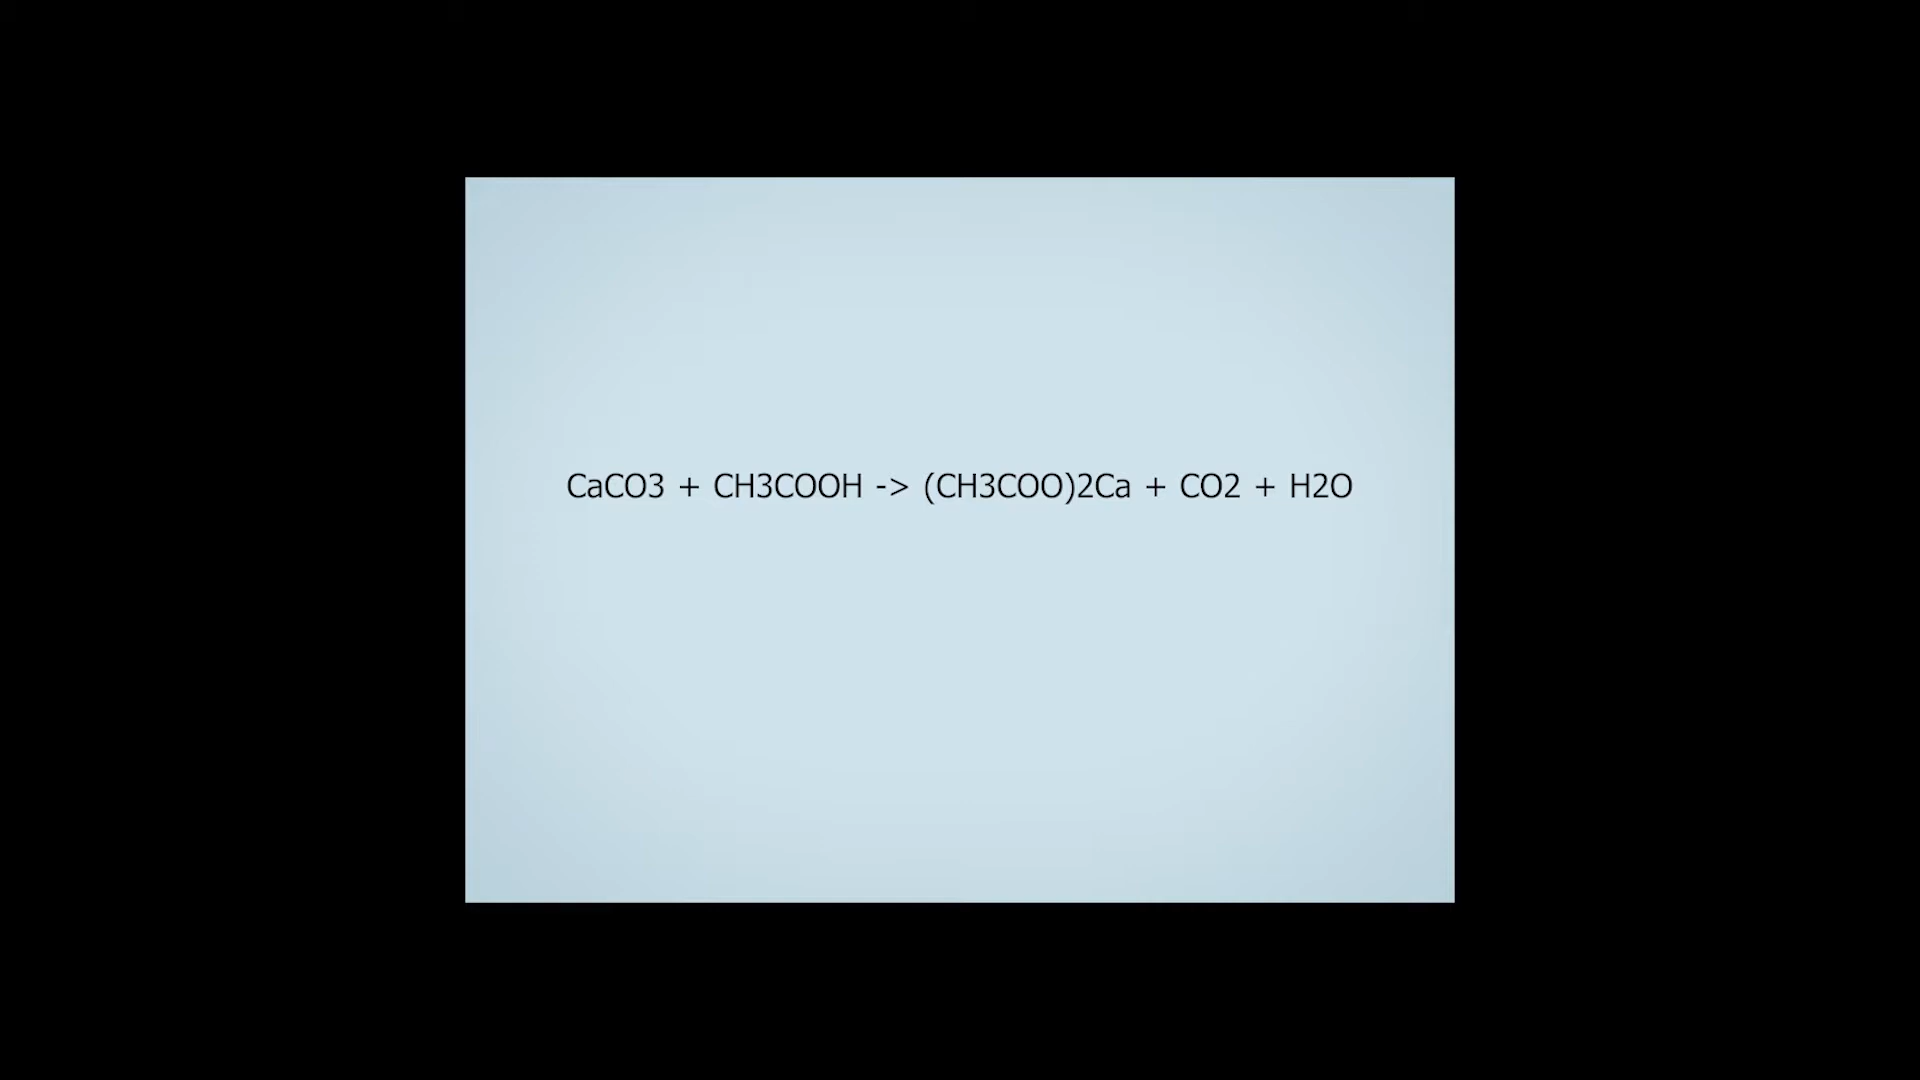 CaCO3 + CH3COOH -> (CH3COO)2Ca + CO2 + H2O